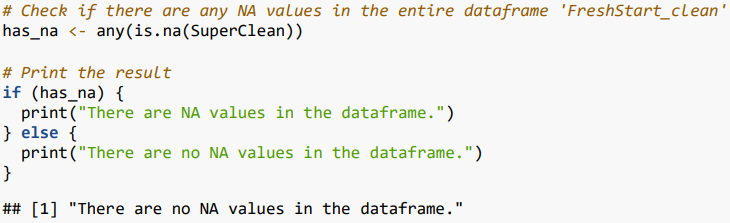 # Check if there are any NA values in the entire dataframe 'FreshStart_clean'
has_na <- any(is.na(SuperClean))

# Print the result
if (has_na) {
  print("There are NA values in the dataframe.")
} else {
  print("There are no NA values in the dataframe.")
}

## [1] "There are no NA values in the dataframe."